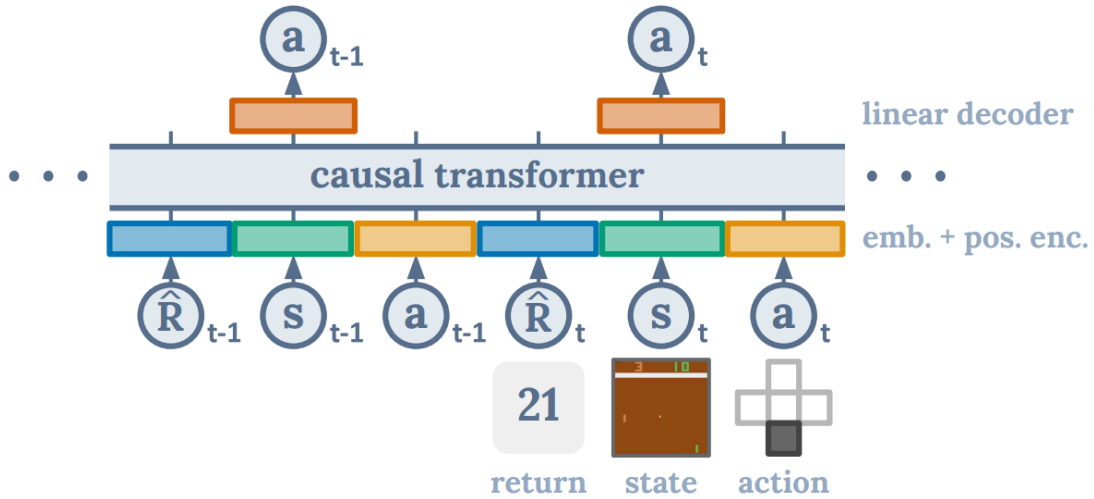 a t-1 a t
linear decoder
causal transformer
emb. + pos. enc.
R̂ t-1 s t-1 a t-1 R̂ t s t a t
3 10
21
return state action